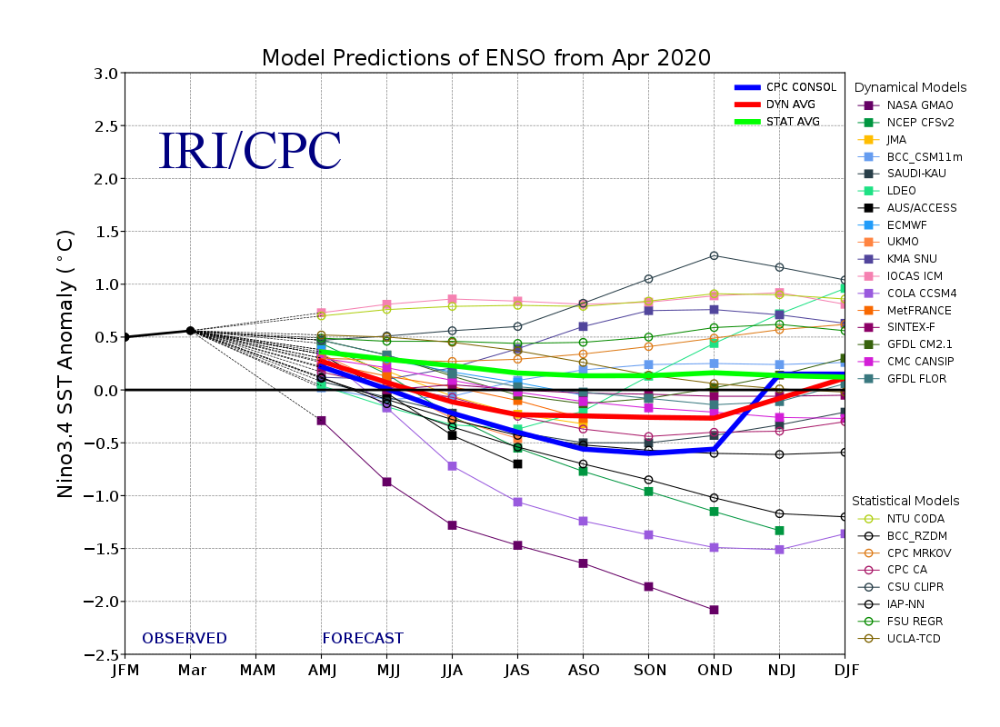 Model Predictions of ENSO from Apr 2020
Nino3.4 SST Anomaly (°C)
3.0
2.5
2.0
1.5
1.0
0.5
0.0
−0.5
−1.0
−1.5
−2.0
−2.5
IRI/CPC
CPC CONSOL
DYN AVG
STAT AVG
OBSERVED
FORECAST
JFM Mar MAM AMJ MJJ JJA JAS ASO SON OND NDJ DJF
Dynamical Models
NASA GMAO
NCEP CFSv2
JMA
BCC_CSM11m
SAUDI-KAU
LDEO
AUS/ACCESS
ECMWF
UKMO
KMA SNU
IOCAS ICM
COLA CCSM4
MetFRANCE
SINTEX-F
GFDL CM2.1
CMC CANSIP
GFDL FLOR
Statistical Models
NTU CODA
BCC_RZDM
CPC MRKOV
CPC CA
CSU CLIPR
IAP-NN
FSU REGR
UCLA-TCD